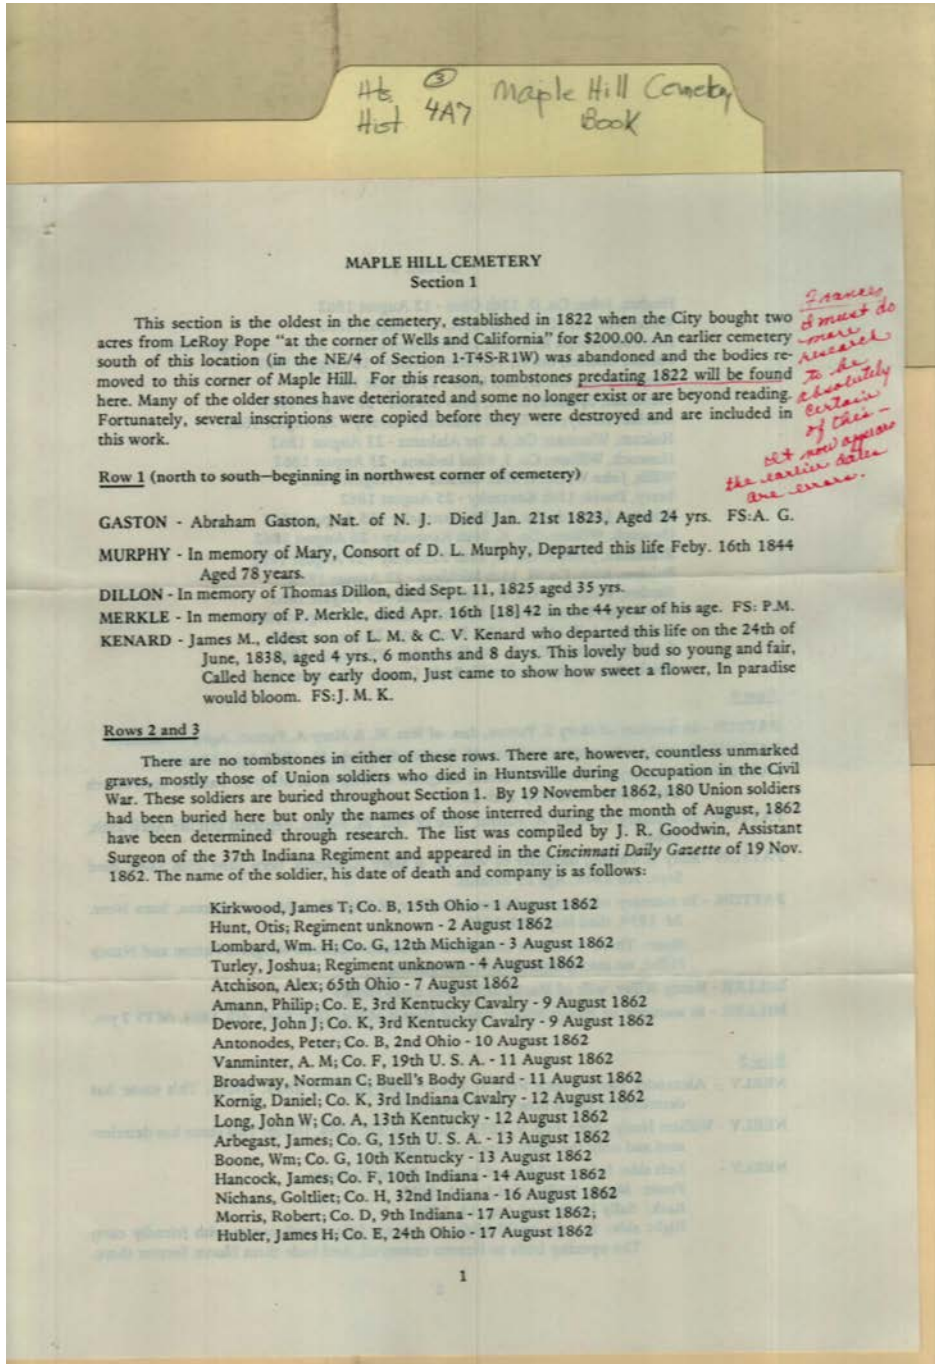 Hts. ③ Maple Hill Cemetery
Hist 4A7 Book
MAPLE HILL CEMETERY
Section 1
This section is the oldest in the cemetery, established in 1822 when the City bought two
acres from LeRoy Pope "at the corner of Wells and California" for $200.00. An earlier cemetery
south of this location (in the NE/4 of Section 1-T4S-R1W) was abandoned and the bodies re-
moved to this corner of Maple Hill. For this reason, tombstones predating 1822 will be found
here. Many of the older stones have deteriorated and some no longer exist or are beyond reading.
Fortunately, several inscriptions were copied before they were destroyed and are included in
this work.
Frances
I must do
more
research
to be
absolutely
certain
of this –
It now appears
the earlier dates
are errors.
Row 1 (north to south—beginning in northwest corner of cemetery)
GASTON - Abraham Gaston, Nat. of N. J. Died Jan. 21st 1823, Aged 24 yrs. FS:A. G.
MURPHY - In memory of Mary, Consort of D. L. Murphy, Departed this life Feby. 16th 1844
Aged 78 years.
DILLON - In memory of Thomas Dillon, died Sept. 11, 1825 aged 35 yrs.
MERKLE - In memory of P. Merkle, died Apr. 16th [18]42 in the 44 year of his age. FS: P.M.
KENARD - James M., eldest son of L. M. & C. V. Kenard who departed this life on the 24th of
June, 1838, aged 4 yrs., 6 months and 8 days. This lovely bud so young and fair,
Called hence by early doom, Just came to show how sweet a flower, In paradise
would bloom. FS:J. M. K.
Rows 2 and 3
There are no tombstones in either of these rows. There are, however, countless unmarked
graves, mostly those of Union soldiers who died in Huntsville during Occupation in the Civil
War. These soldiers are buried throughout Section 1. By 19 November 1862, 180 Union soldiers
had been buried here but only the names of those interred during the month of August, 1862
have been determined through research. The list was compiled by J. R. Goodwin, Assistant
Surgeon of the 37th Indiana Regiment and appeared in the Cincinnati Daily Gazette of 19 Nov.
1862. The name of the soldier, his date of death and company is as follows:
Kirkwood, James T; Co. B, 15th Ohio - 1 August 1862
Hunt, Otis; Regiment unknown - 2 August 1862
Lombard, Wm. H; Co. G, 12th Michigan - 3 August 1862
Turley, Joshua; Regiment unknown - 4 August 1862
Atchison, Alex; 65th Ohio - 7 August 1862
Amann, Philip; Co. E, 3rd Kentucky Cavalry - 9 August 1862
Devore, John J; Co. K, 3rd Kentucky Cavalry - 9 August 1862
Antonodes, Peter; Co. B, 2nd Ohio - 10 August 1862
Vanminter, A. M; Co. F, 19th U. S. A. - 11 August 1862
Broadway, Norman C; Buell's Body Guard - 11 August 1862
Kornig, Daniel; Co. K, 3rd Indiana Cavalry - 12 August 1862
Long, John W; Co. A, 13th Kentucky - 12 August 1862
Arbegast, James; Co. G, 15th U. S. A. - 13 August 1862
Boone, Wm; Co. G, 10th Kentucky - 13 August 1862
Hancock, James; Co. F, 10th Indiana - 14 August 1862
Nichans, Goltliet; Co. H, 32nd Indiana - 16 August 1862
Morris, Robert; Co. D, 9th Indiana - 17 August 1862;
Hubler, James H; Co. E, 24th Ohio - 17 August 1862
1